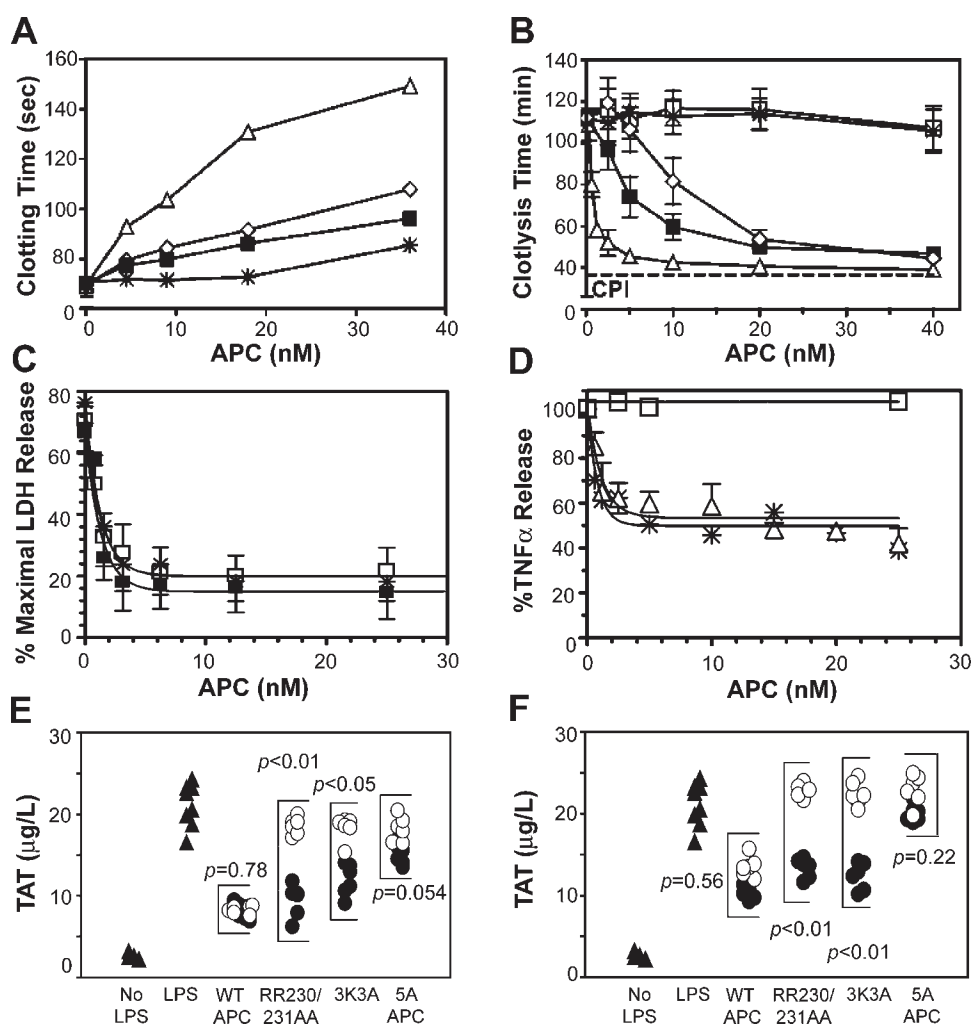 A
160
140
120
100
80
0
Clotting Time (sec)
0 10 20 30 40
APC (nM)
B
140
120
100
80
60
40
0
Clotlysis Time (min)
CPI
0 10 20 30 40
APC (nM)
C
80
60
40
20
0
% Maximal LDH Release
0 10 20 30
APC (nM)
D
100
80
60
40
20
0
%TNFα Release
0 10 20 30
APC (nM)
E
30
20
10
0
TAT (µg/L)
p<0.01
p<0.05
p=0.78
p=0.054
No LPS WT RR230/ 3K3A 5A
LPS APC 231AA APC
F
30
20
10
0
TAT (µg/L)
p=0.56
p=0.22
p<0.01
p<0.01
No LPS WT RR230/ 3K3A 5A
LPS APC 231AA APC